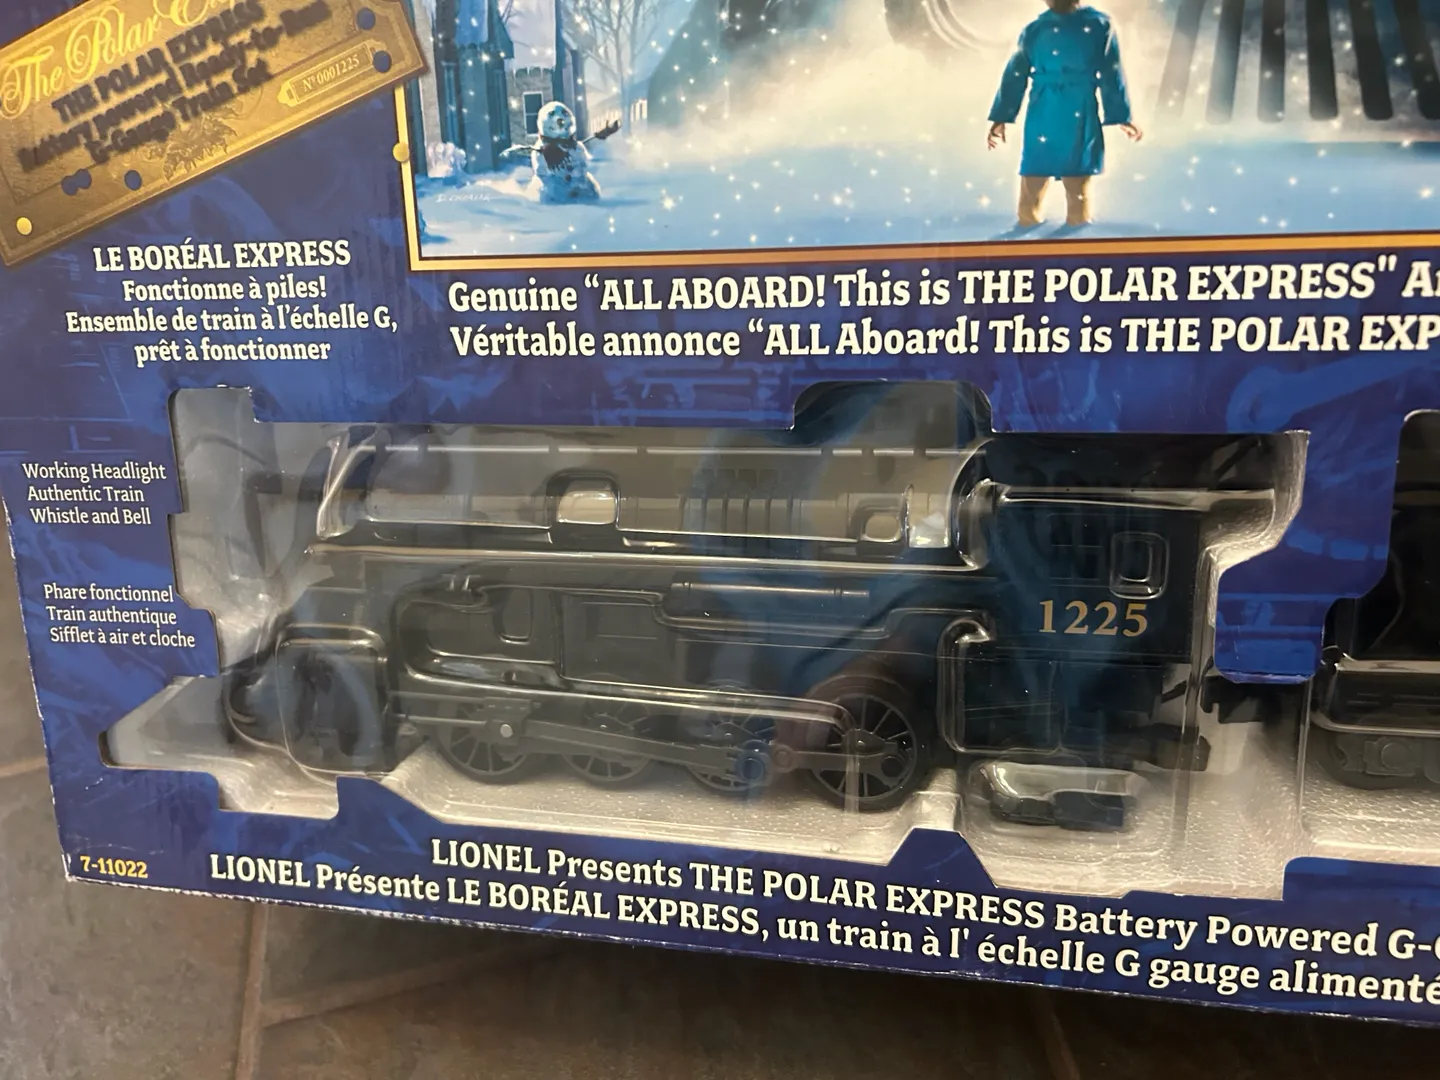 The Polar
THE POLAR EXPRESS
Battery Powered Ready-to-Run
G-Gauge Train Set
Nº 0001225
LE BORÉAL EXPRESS
Fonctionne à piles!
Ensemble de train à l'échelle G,
prêt à fonctionner
Genuine “ALL ABOARD! This is THE POLAR EXPRESS"
Véritable annonce “ALL Aboard! This is THE POLAR EXP
Working Headlight
Authentic Train
Whistle and Bell
Phare fonctionnel
Train authentique
Sifflet à air et cloche
1225
7-11022
LIONEL Presents THE POLAR EXPRESS Battery Powered G-
LIONEL Présente LE BORÉAL EXPRESS, un train à l' échelle G gauge alimenté